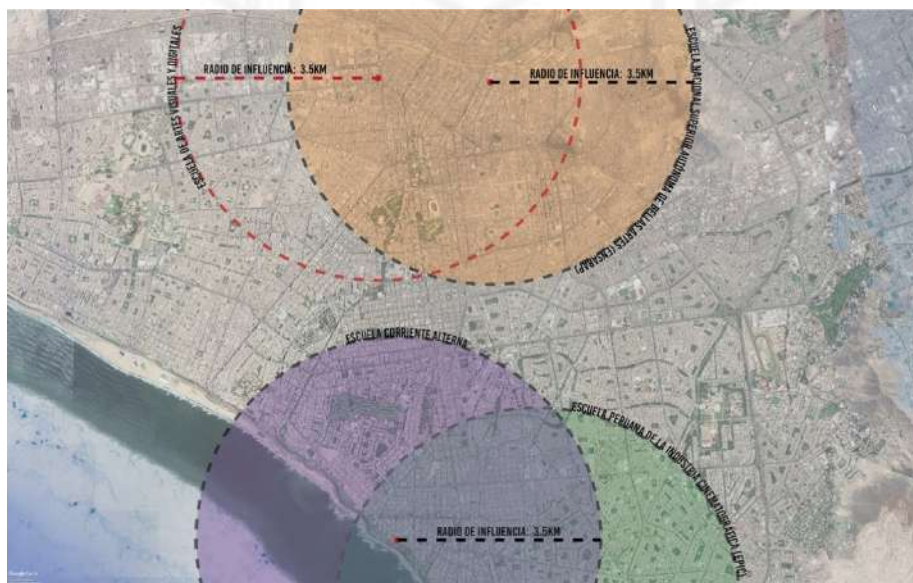 RADIO DE INFLUENCIA: 3.5KM
RADIO DE INFLUENCIA: 3.5KM
ESCUELA DE ARTES VISUALES Y DIGITALES
ESCUELA NACIONAL SUPERIOR AUTÓNOMA DE BELLAS ARTES (ENSABAP)
ESCUELA CORRIENTE ALTERNA
ESCUELA PERUANA DE LA INDUSTRIA CINEMATOGRÁFICA (EPIC)
RADIO DE INFLUENCIA: 3.5KM